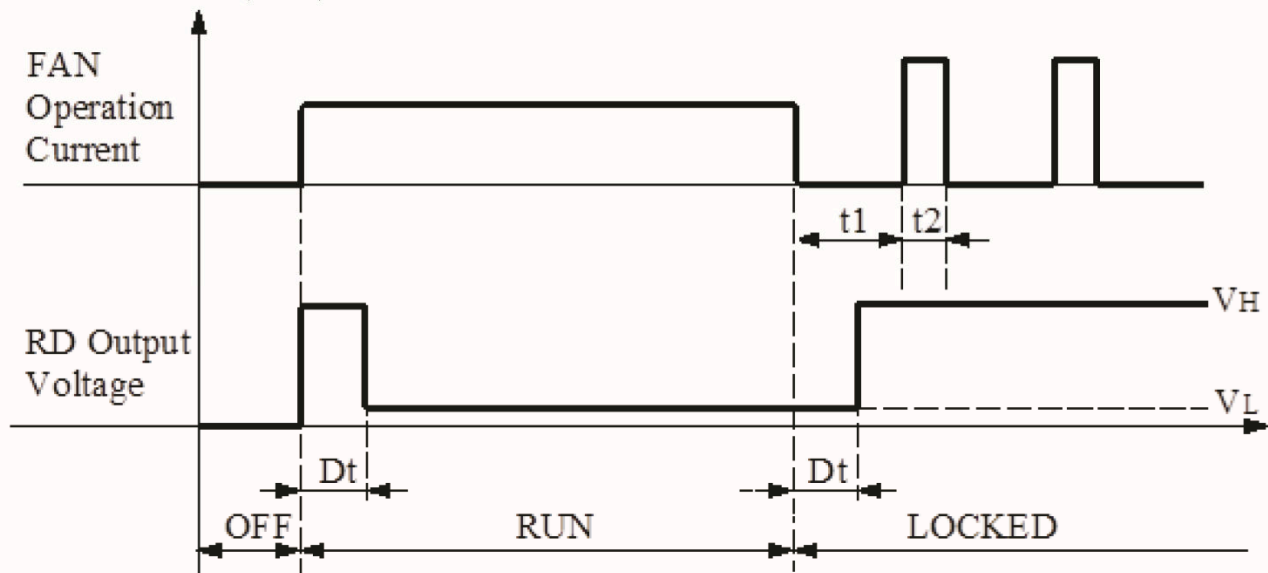 FAN
Operation
Current
t1
t2
VH
RD Output
Voltage
VL
Dt
Dt
OFF
RUN
LOCKED